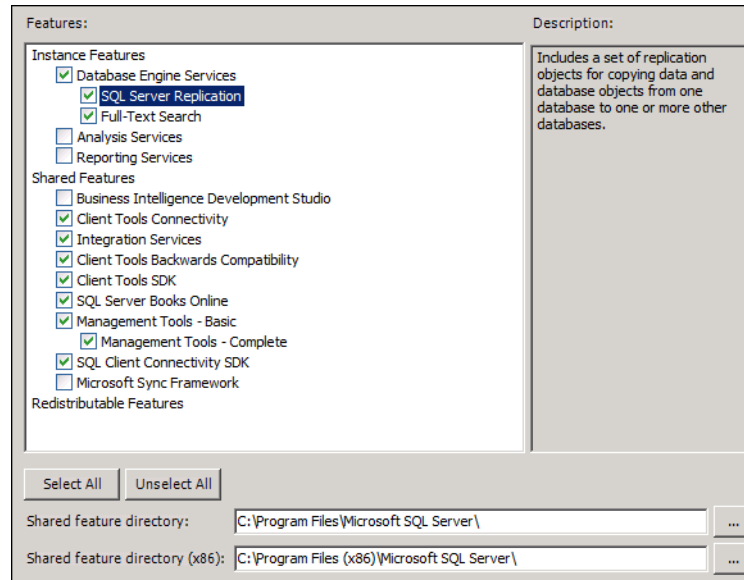 Features:
Description:
Instance Features
Database Engine Services
SQL Server Replication
Full-Text Search
Analysis Services
Reporting Services
Shared Features
Business Intelligence Development Studio
Client Tools Connectivity
Integration Services
Client Tools Backwards Compatibility
Client Tools SDK
SQL Server Books Online
Management Tools - Basic
Management Tools - Complete
SQL Client Connectivity SDK
Microsoft Sync Framework
Redistributable Features
Includes a set of replication
objects for copying data and
database objects from one
database to one or more other
databases.
Select All
Unselect All
Shared feature directory:
C:\Program Files\Microsoft SQL Server\
...
Shared feature directory (x86):
C:\Program Files (x86)\Microsoft SQL Server\
...